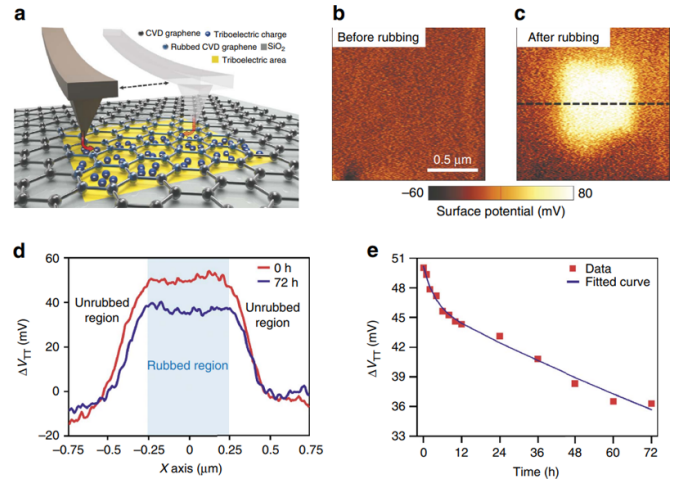 a
CVD graphene
Triboelectric charge
Rubbed CVD graphene
SiO2
Triboelectric area
b
Before rubbing
0.5 μm
c
After rubbing
−60
80
Surface potential (mV)
d
60
40
20
0
−20
ΔVTT (mV)
0 h
72 h
Unrubbed region
Rubbed region
Unrubbed region
−0.75
−0.5
−0.25
0
0.25
0.5
0.75
X axis (μm)
e
51
48
45
42
39
36
33
ΔVTT (mV)
Data
Fitted curve
0
12
24
36
48
60
72
Time (h)